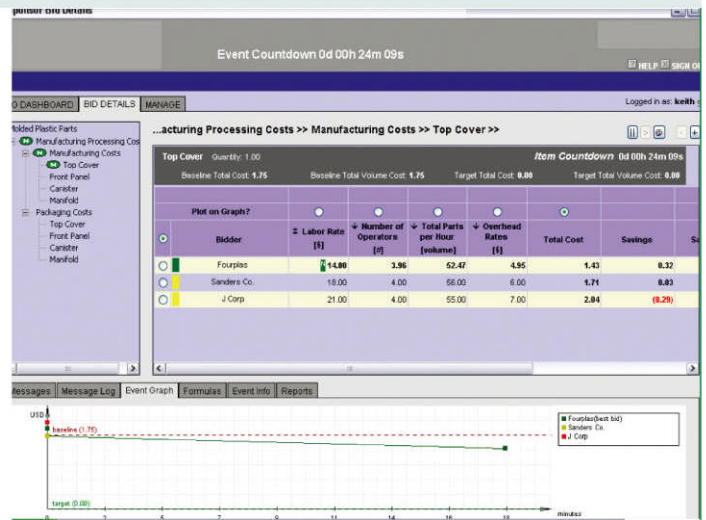 Bid Details
Event Countdown 0d 00h 24m 09s
HELP SIGN
DASHBOARD BID DETAILS MANAGE
Logged in as: keith
Molded Plastic Parts
Manufacturing Processing Cos
N Manufacturing Costs
N Top Cover
Front Panel
Canister
Manifold
Packaging Costs
Top Cover
Front Panel
Canister
Manifold
...acturing Processing Costs >> Manufacturing Costs >> Top Cover >>
Top Cover Quantity: 1.00 Item Countdown 0d 00h 24m 09s
Baseline Total Cost: 1.75 Baseline Total Volume Cost: 1.75 Target Total Cost: 0.00 Target Total Volume Cost: 0.00
Plot on Graph?
Bidder Labor Rate [$] Number of Operators [#] Total Parts per Hour [volume] Overhead Rates [$] Total Cost Savings
Fourplas N 14.00 3.96 52.47 4.95 1.43 0.32
Sanders Co. 18.00 4.00 56.00 6.00 1.71 0.03
J Corp 21.00 4.00 55.00 7.00 2.04 (0.29)
Messages Message Log Event Graph Formulas Event Info Reports
USD
baseline (1.75)
Fourplas(best bid)
Sanders Co.
J Corp
target (0.00)
minutes